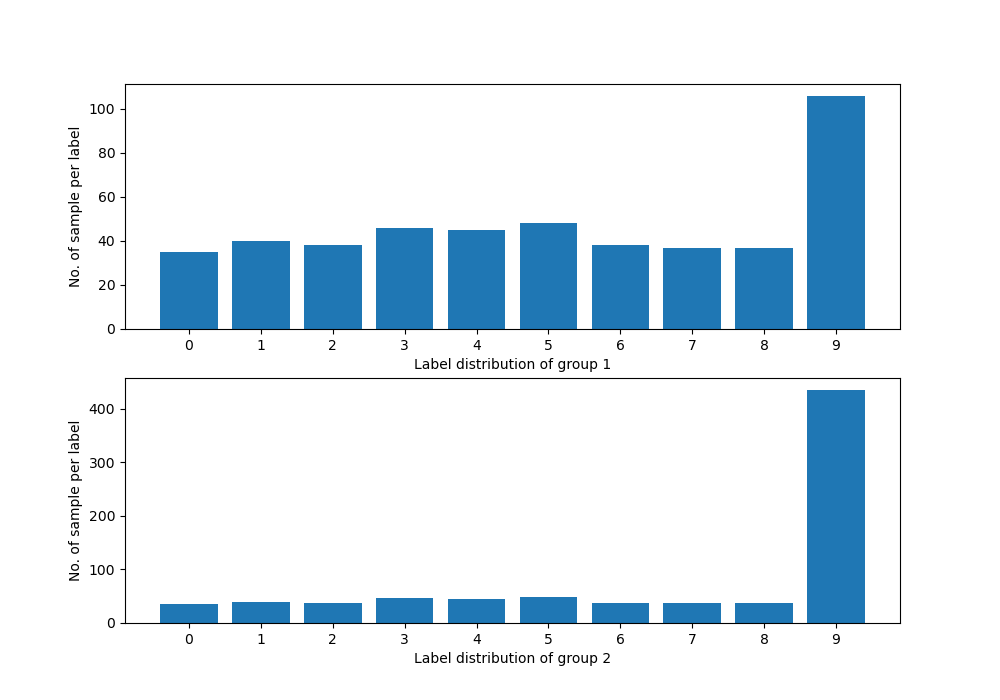 100
80
60
40
20
0
No. of sample per label
0 1 2 3 4 5 6 7 8 9
Label distribution of group 1
400
300
200
100
0
No. of sample per label
0 1 2 3 4 5 6 7 8 9
Label distribution of group 2